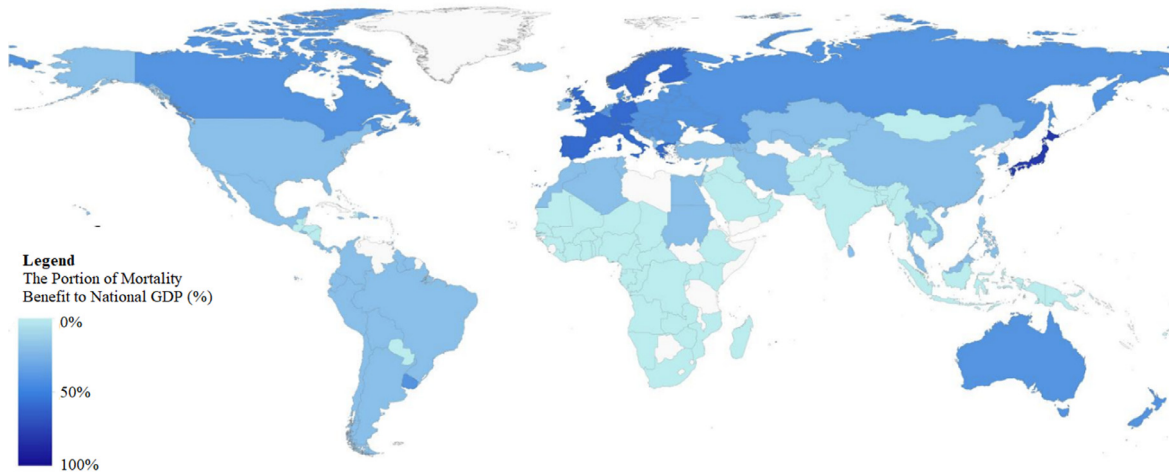 Legend
The Portion of Mortality
Benefit to National GDP (%)
0%
50%
100%